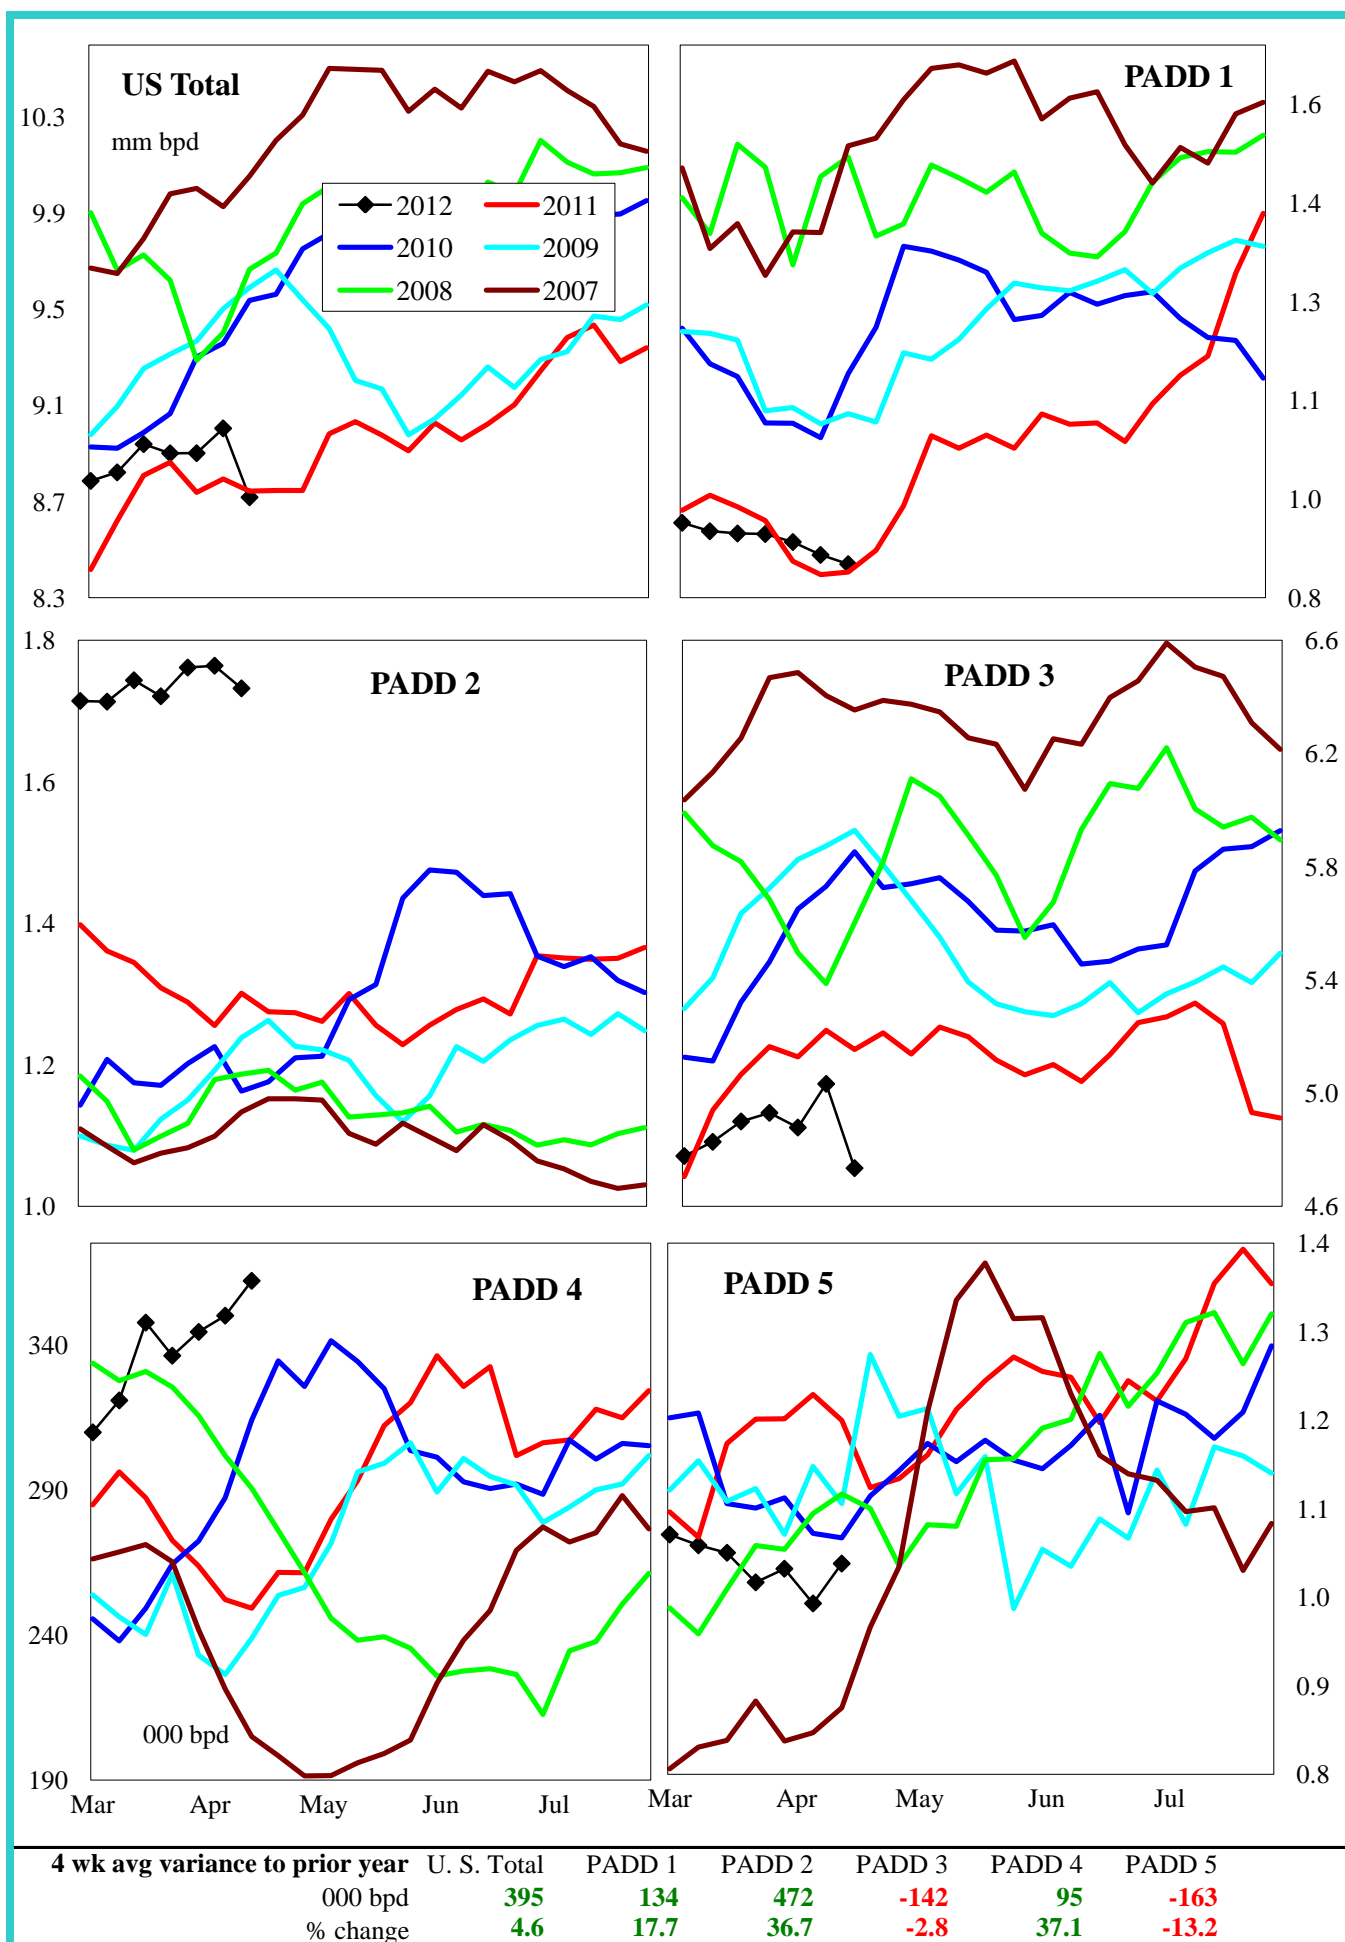 US Total
mm bpd
10.3
9.9
9.5
9.1
8.7
8.3
2012 2011
2010 2009
2008 2007
PADD 1
1.6
1.4
1.3
1.1
1.0
0.8
PADD 2
1.8
1.6
1.4
1.2
1.0
PADD 3
6.6
6.2
5.8
5.4
5.0
4.6
PADD 4
340
290
240
190
000 bpd
Mar Apr May Jun Jul
PADD 5
1.4
1.3
1.2
1.1
1.0
0.9
0.8
Mar Apr May Jun Jul
4 wk avg variance to prior year U. S. Total PADD 1 PADD 2 PADD 3 PADD 4 PADD 5
000 bpd 395 134 472 -142 95 -163
% change 4.6 17.7 36.7 -2.8 37.1 -13.2